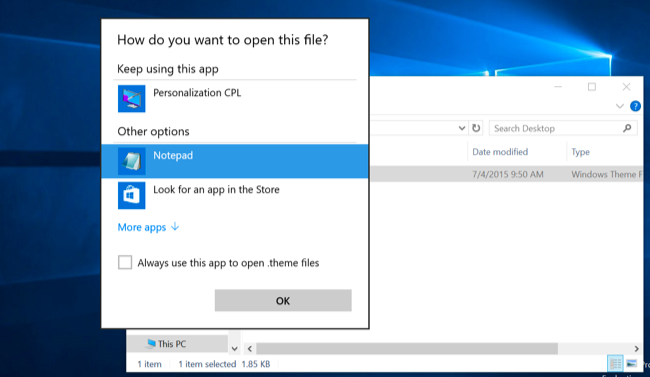 How do you want to open this file?
Keep using this app
Personalization CPL
Other options
Notepad
Look for an app in the Store
More apps
Always use this app to open .theme files
OK
Search Desktop
Date modified Type
7/4/2015 9:50 AM Windows Theme F
This PC
1 item 1 item selected 1.85 KB